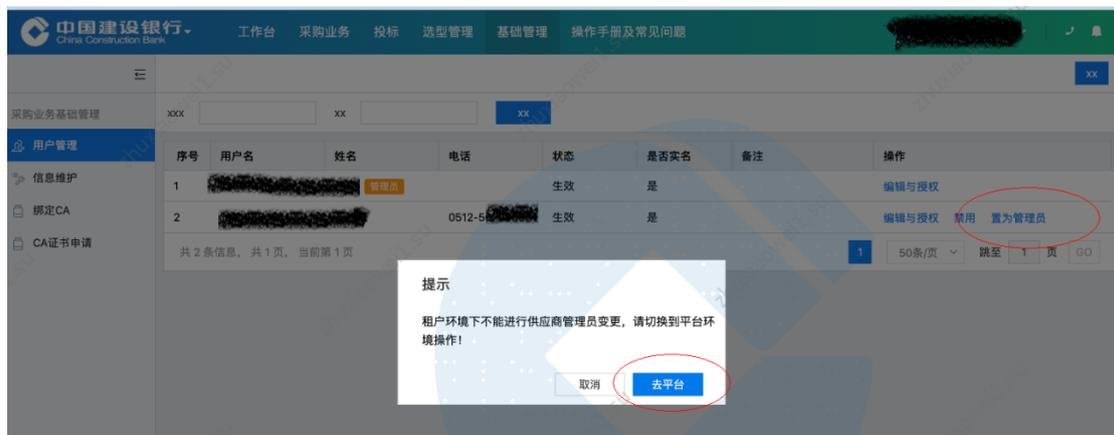 中国建设银行
China Construction Bank
工作台 采购业务 投标 选型管理 基础管理 操作手册及常见问题
xx
采购业务基础管理 xxx xx xx
用户管理
信息维护
绑定CA
CA证书申请
序号 用户名 姓名 电话 状态 是否实名 备注 操作
1 管理员 生效 是 编辑与授权
2 0512-5 生效 是 编辑与授权 禁用 置为管理员
共 2 条信息, 共 1 页, 当前第 1 页 1 50条/页 跳至 1 页 GO
提示
租户环境下不能进行供应商管理员变更，请切换到平台环
境操作！
取消 去平台